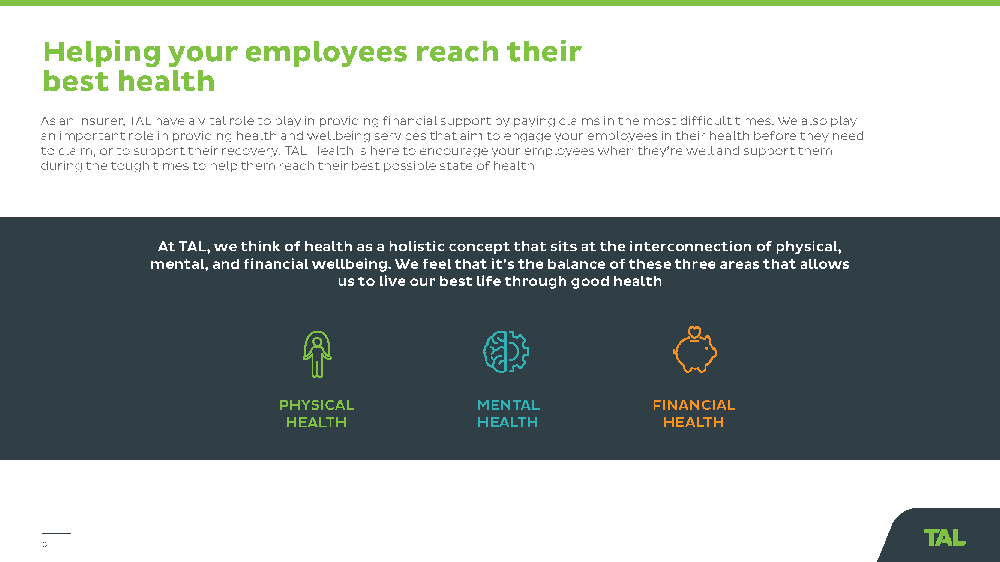 Helping your employees reach their
best health
As an insurer, TAL have a vital role to play in providing financial support by paying claims in the most difficult times. We also play
an important role in providing health and wellbeing services that aim to engage your employees in their health before they need
to claim, or to support their recovery. TAL Health is here to encourage your employees when they’re well and support them
during the tough times to help them reach their best possible state of health
At TAL, we think of health as a holistic concept that sits at the interconnection of physical,
mental, and financial wellbeing. We feel that it’s the balance of these three areas that allows
us to live our best life through good health
PHYSICAL
HEALTH
MENTAL
HEALTH
FINANCIAL
HEALTH
8
TAL